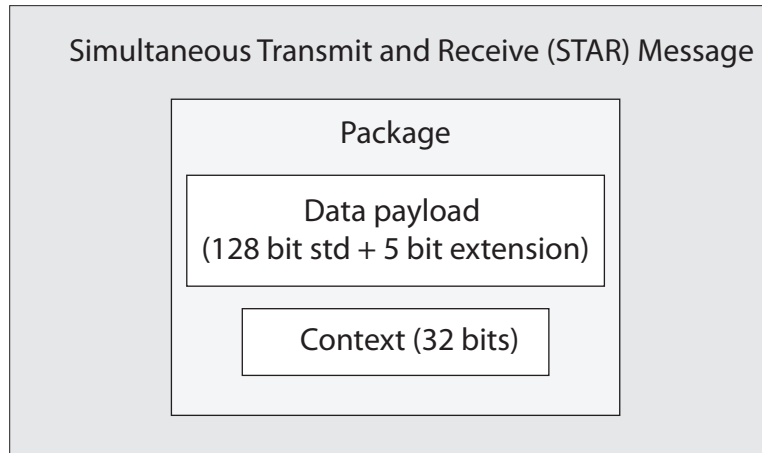 Simultaneous Transmit and Receive (STAR) Message
Package
Data payload
(128 bit std + 5 bit extension)
Context (32 bits)